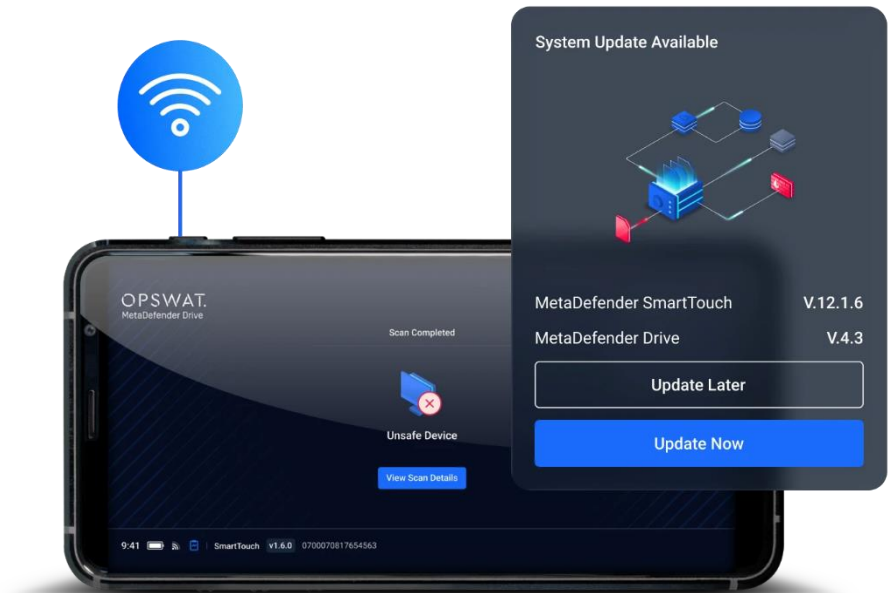 System Update Available
MetaDefender SmartTouch V.12.1.6
MetaDefender Drive V.4.3
Update Later
Update Now
OPSWAT.
MetaDefender Drive
Scan Completed
Unsafe Device
View Scan Details
9:41 SmartTouch v1.6.0 0700070817654563